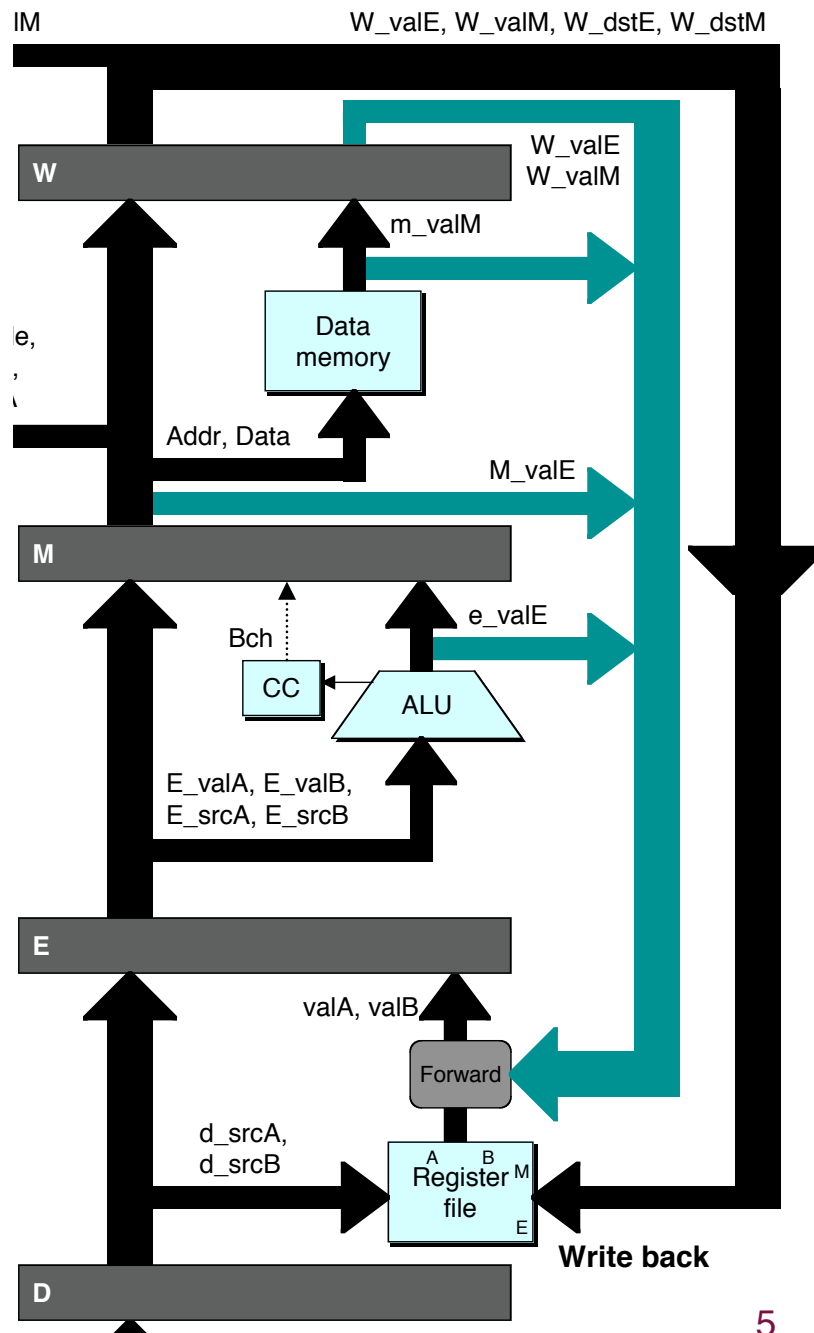 lM
W_valE, W_valM, W_dstE, W_dstM
W
W_valE
W_valM
m_valM
Data
memory
Addr, Data
M_valE
M
e_valE
Bch
CC
ALU
E_valA, E_valB,
E_srcA, E_srcB
E
valA, valB
Forward
d_srcA,
d_srcB
A B
Register M
file
E
Write back
D
5